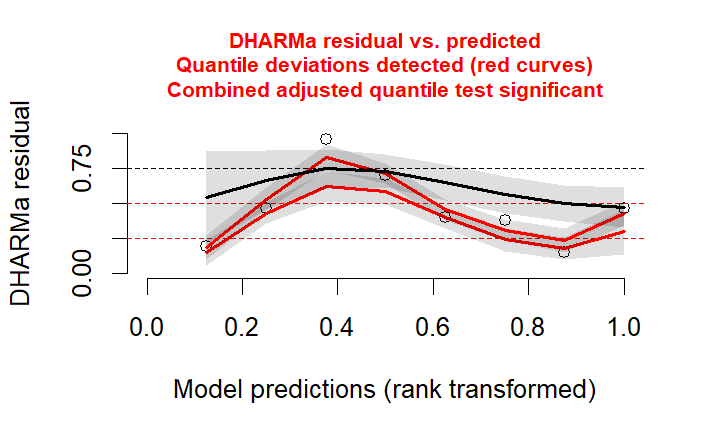 DHARMa residual vs. predicted
Quantile deviations detected (red curves)
Combined adjusted quantile test significant
DHARMa residual
0.75
0.00
0.0 0.2 0.4 0.6 0.8 1.0
Model predictions (rank transformed)